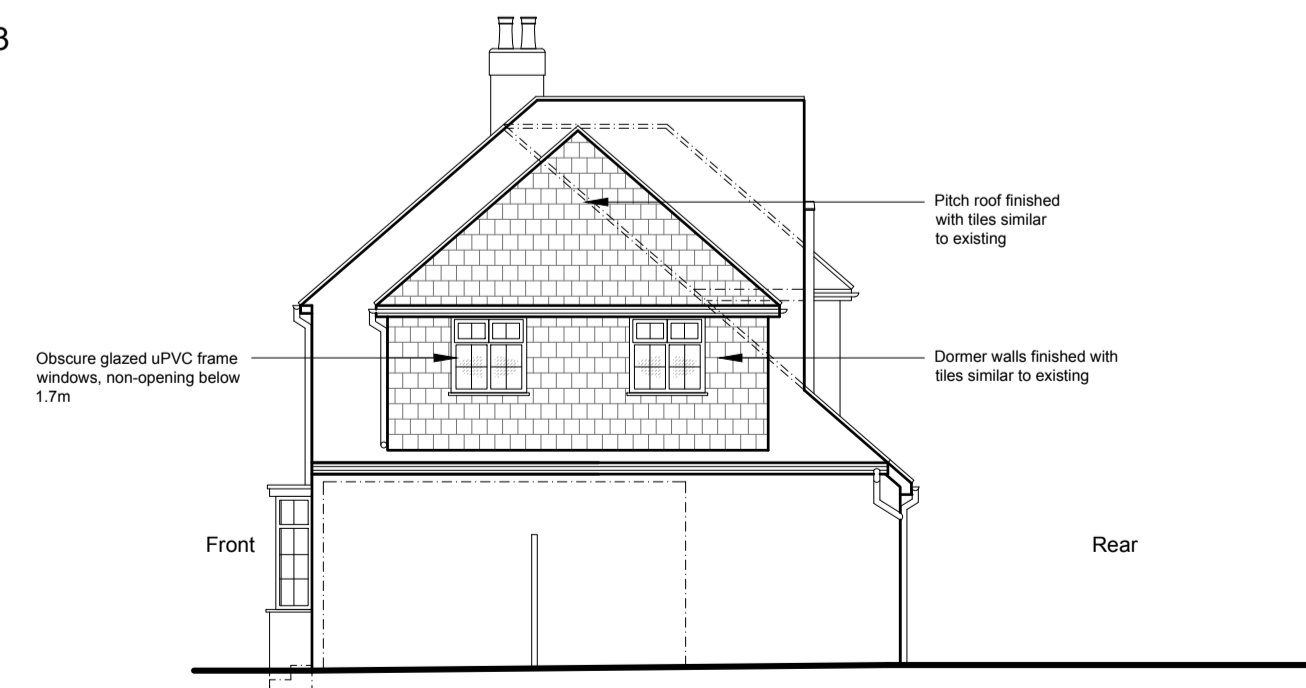 3
Pitch roof finished
with tiles similar
to existing
Obscure glazed uPVC frame
windows, non-opening below
1.7m
Dormer walls finished with
tiles similar to existing
Front
Rear